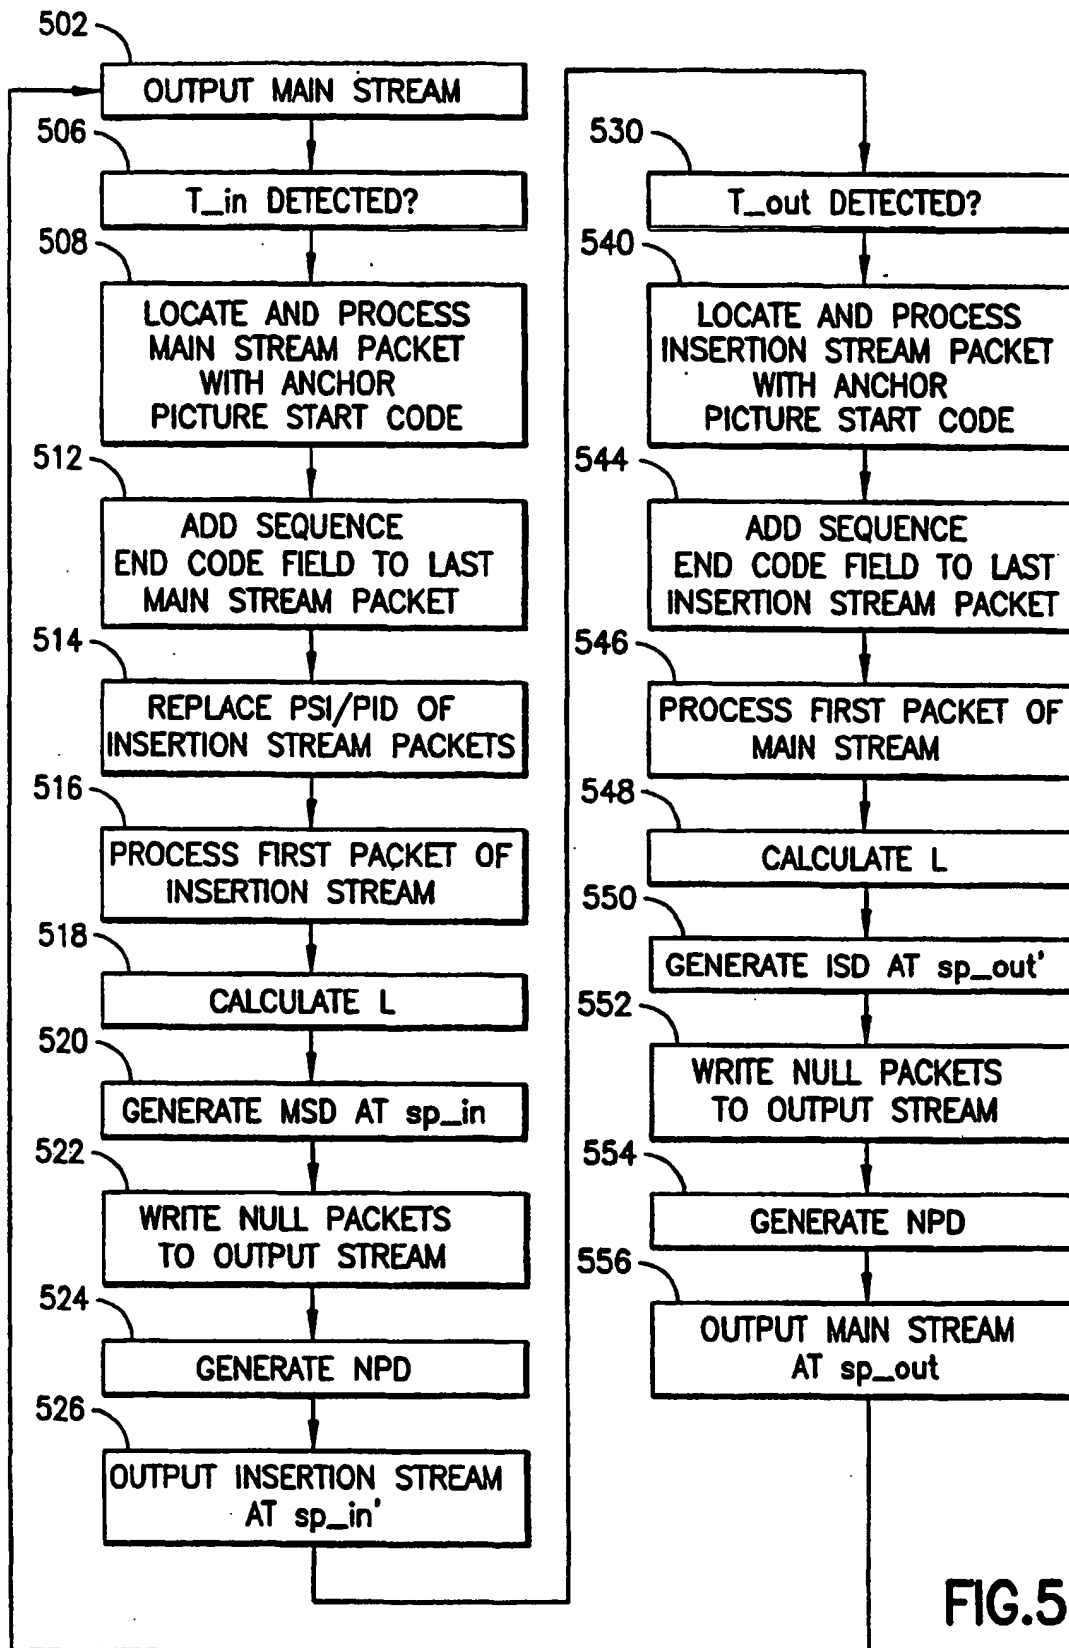 502
OUTPUT MAIN STREAM
506
T_in DETECTED?
508
LOCATE AND PROCESS
MAIN STREAM PACKET
WITH ANCHOR
PICTURE START CODE
512
ADD SEQUENCE
END CODE FIELD TO LAST
MAIN STREAM PACKET
514
REPLACE PSI/PID OF
INSERTION STREAM PACKETS
516
PROCESS FIRST PACKET OF
INSERTION STREAM
518
CALCULATE L
520
GENERATE MSD AT sp_in
522
WRITE NULL PACKETS
TO OUTPUT STREAM
524
GENERATE NPD
526
OUTPUT INSERTION STREAM
AT sp_in'
530
T_out DETECTED?
540
LOCATE AND PROCESS
INSERTION STREAM PACKET
WITH ANCHOR
PICTURE START CODE
544
ADD SEQUENCE
END CODE FIELD TO LAST
INSERTION STREAM PACKET
546
PROCESS FIRST PACKET OF
MAIN STREAM
548
CALCULATE L
550
GENERATE ISD AT sp_out'
552
WRITE NULL PACKETS
TO OUTPUT STREAM
554
GENERATE NPD
556
OUTPUT MAIN STREAM
AT sp_out
FIG.5